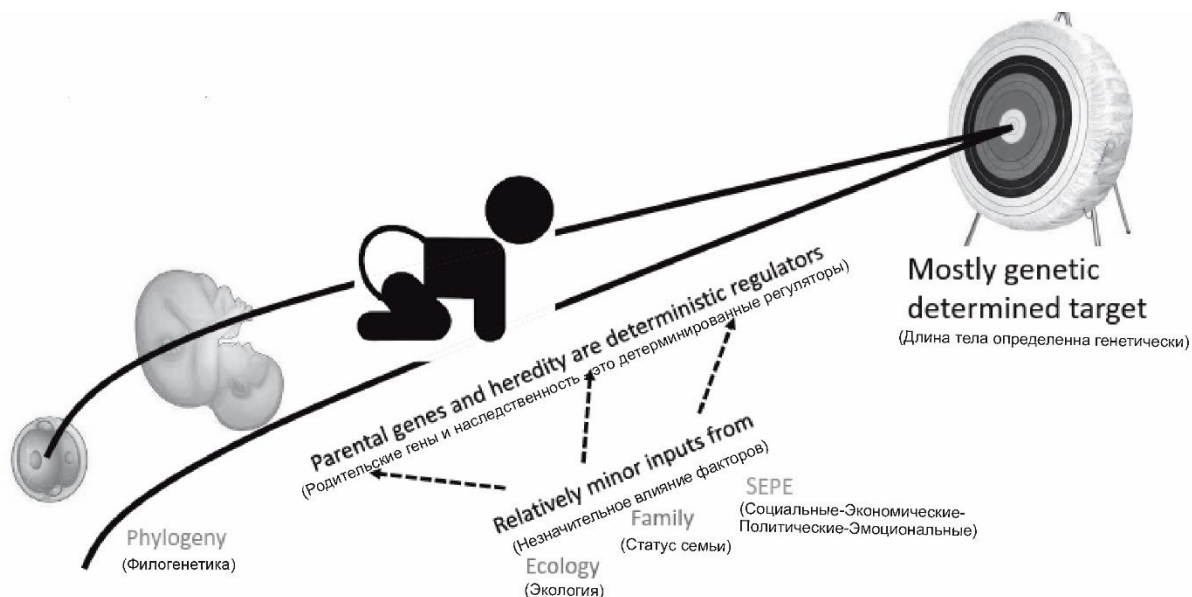 Mostly genetic
determined target
(Длина тела определенна генетически)
Parental genes and heredity are deterministic regulators
(Родительские гены и наследственность - это детерминированные регуляторы)
Relatively minor inputs from
(Незначительное влияние факторов)
Phylogeny
(Филогенетика)
Ecology
(Экология)
Family
(Статус семьи)
SEPE
(Социальные-Экономические-
Политические-Эмоциональные)